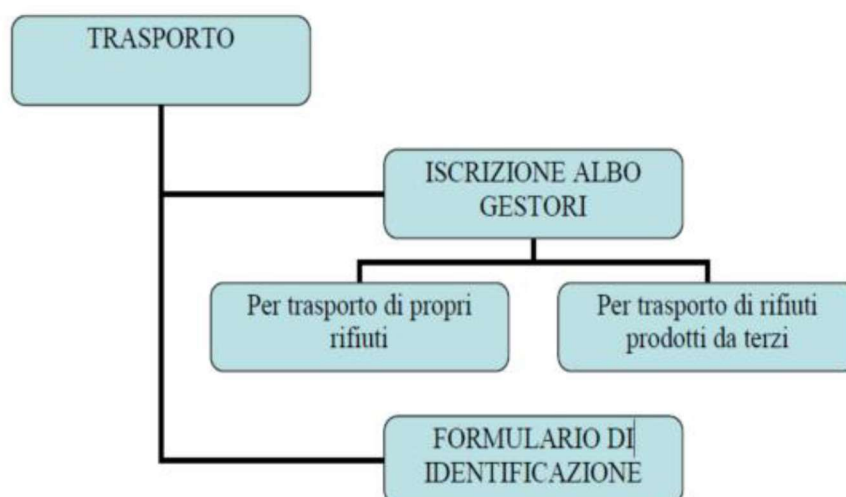 TRASPORTO
ISCRIZIONE ALBO
GESTORI
Per trasporto di propri
rifiuti
Per trasporto di rifiuti
prodotti da terzi
FORMULARIO DI
IDENTIFICAZIONE